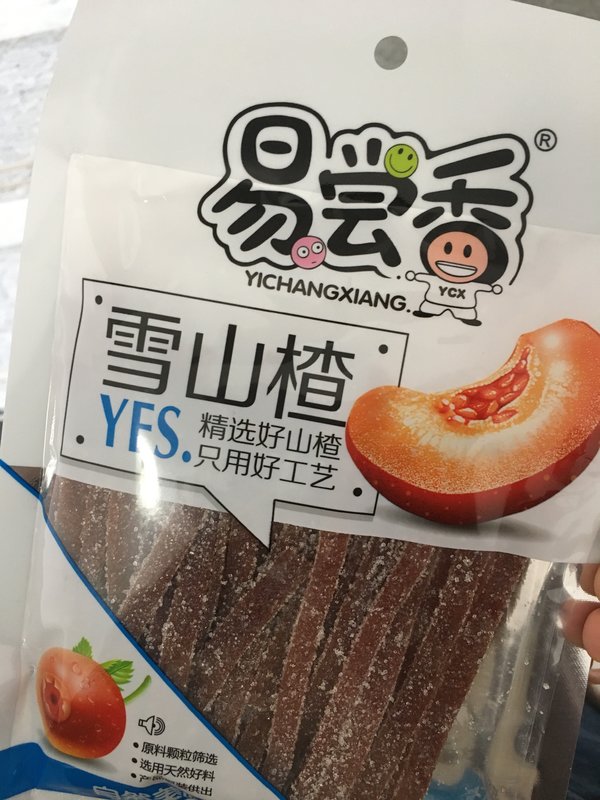 易尝香®
YICHANGXIANG.
YCX
雪山楂
YES.
精选好山楂
只用好工艺
• 原料颗粒筛选
• 选用天然好料